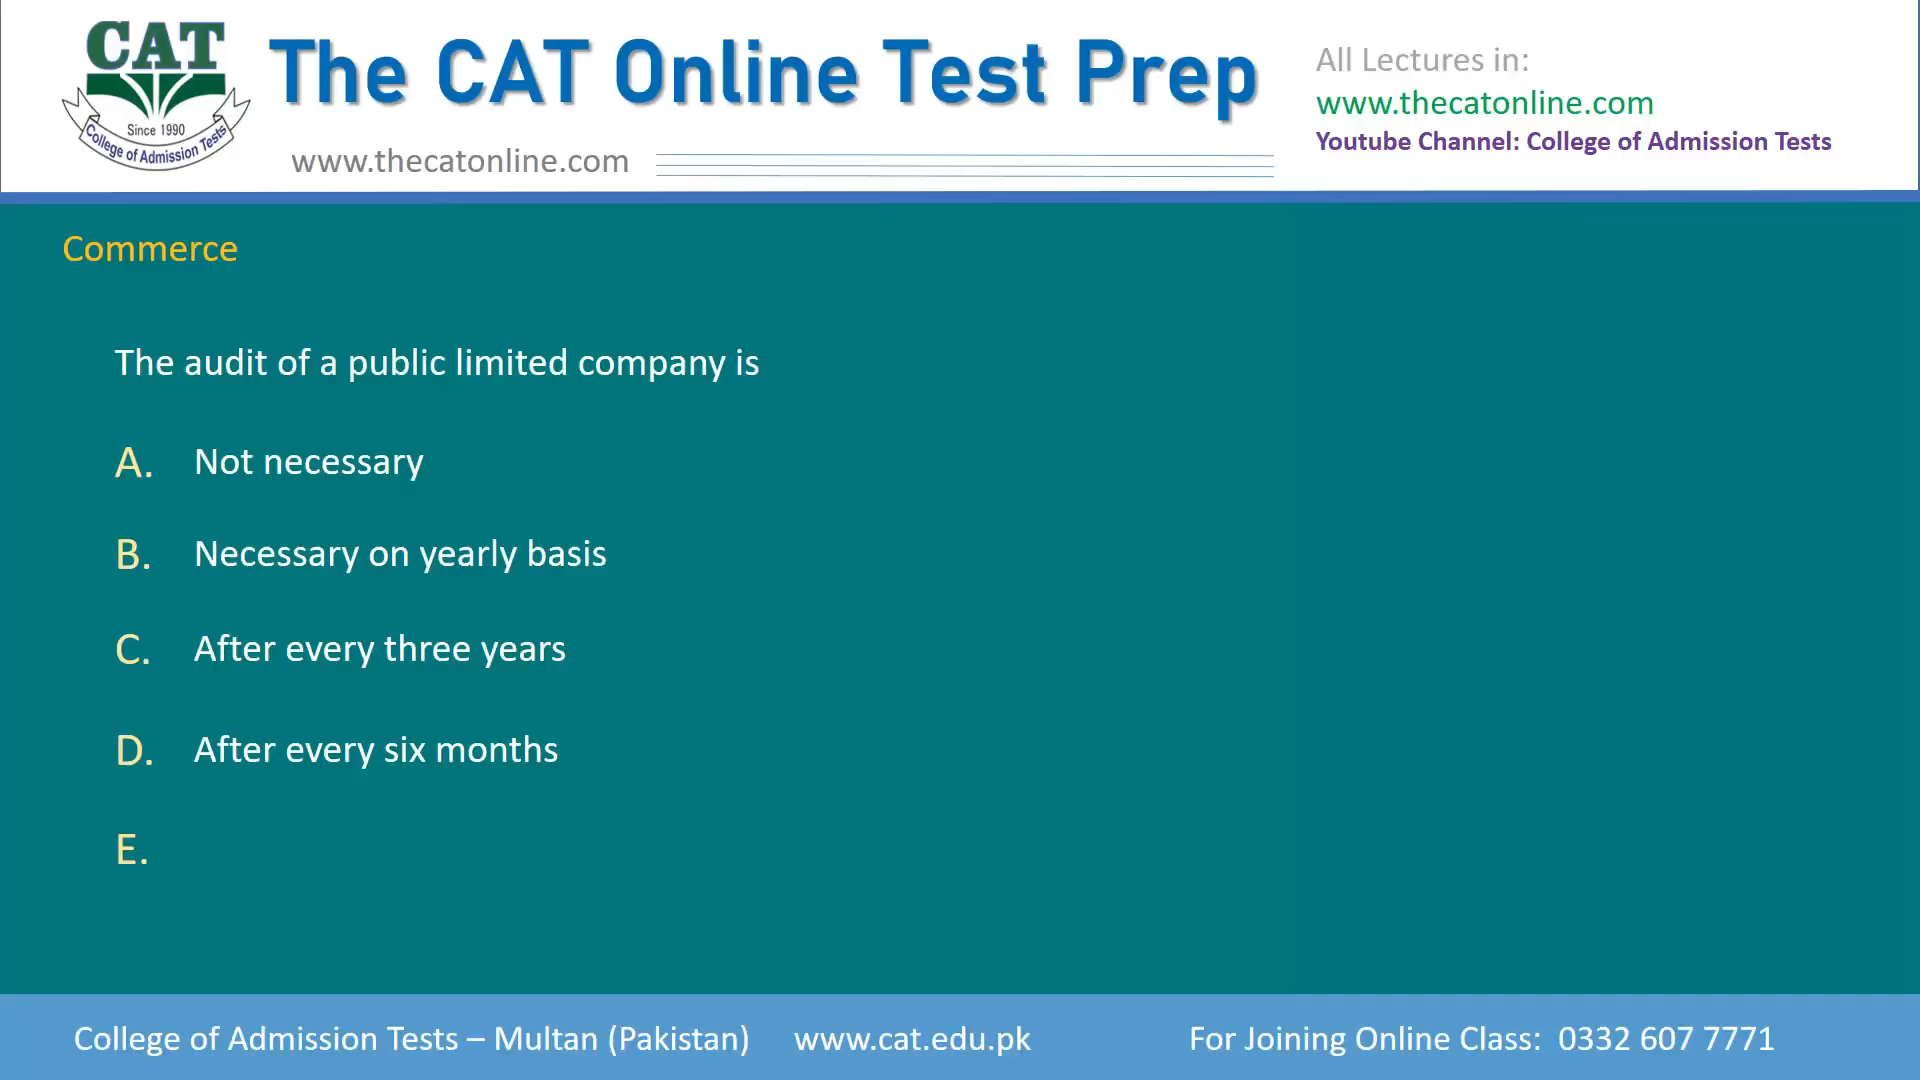 CAT
Since 1990
College of Admission Tests
The CAT Online Test Prep
www.thecatonline.com
All Lectures in:
www.thecatonline.com
Youtube Channel: College of Admission Tests
Commerce
The audit of a public limited company is
A. Not necessary
B. Necessary on yearly basis
C. After every three years
D. After every six months
E.
College of Admission Tests – Multan (Pakistan) www.cat.edu.pk For Joining Online Class: 0332 607 7771